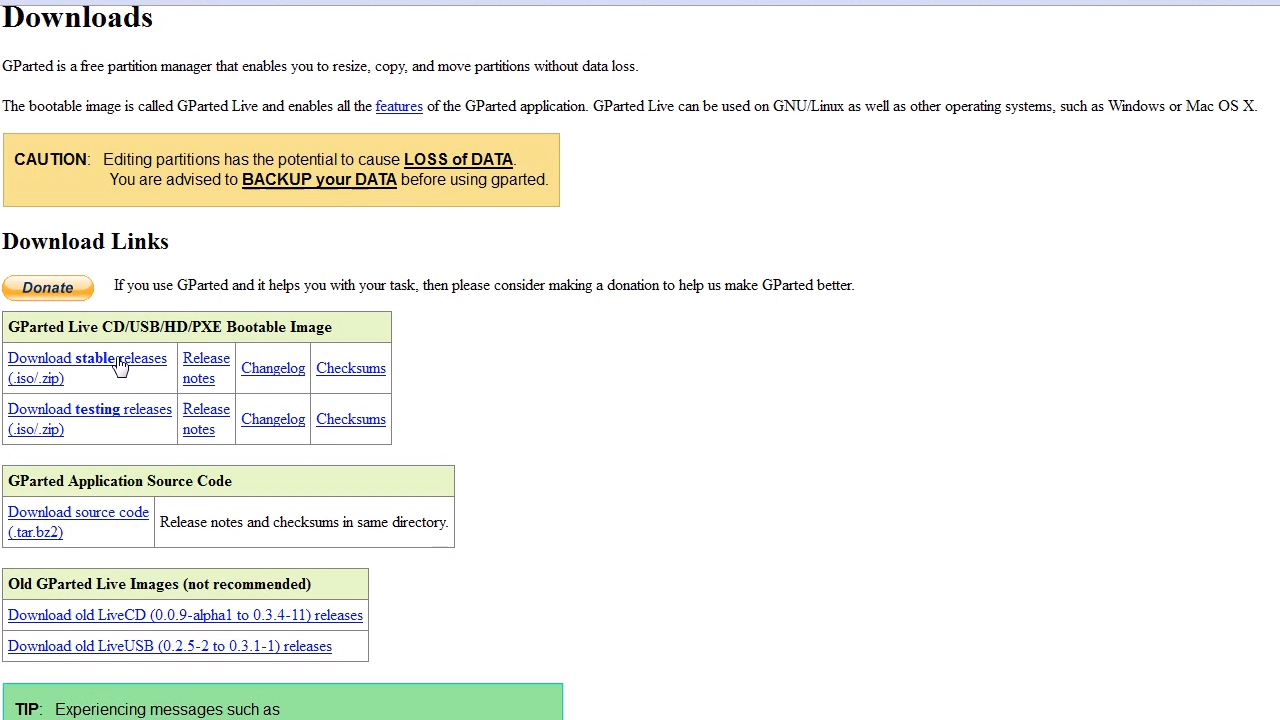 Downloads
GParted is a free partition manager that enables you to resize, copy, and move partitions without data loss.
The bootable image is called GParted Live and enables all the features of the GParted application. GParted Live can be used on GNU/Linux as well as other operating systems, such as Windows or Mac OS X.
CAUTION: Editing partitions has the potential to cause LOSS of DATA.
You are advised to BACKUP your DATA before using gparted.
Download Links
Donate If you use GParted and it helps you with your task, then please consider making a donation to help us make GParted better.
GParted Live CD/USB/HD/PXE Bootable Image
Download stable releases
(.iso/.zip)
Release
notes
Changelog
Checksums
Download testing releases
(.iso/.zip)
Release
notes
Changelog
Checksums
GParted Application Source Code
Download source code
(.tar.bz2)
Release notes and checksums in same directory.
Old GParted Live Images (not recommended)
Download old LiveCD (0.0.9-alpha1 to 0.3.4-11) releases
Download old LiveUSB (0.2.5-2 to 0.3.1-1) releases
TIP: Experiencing messages such as